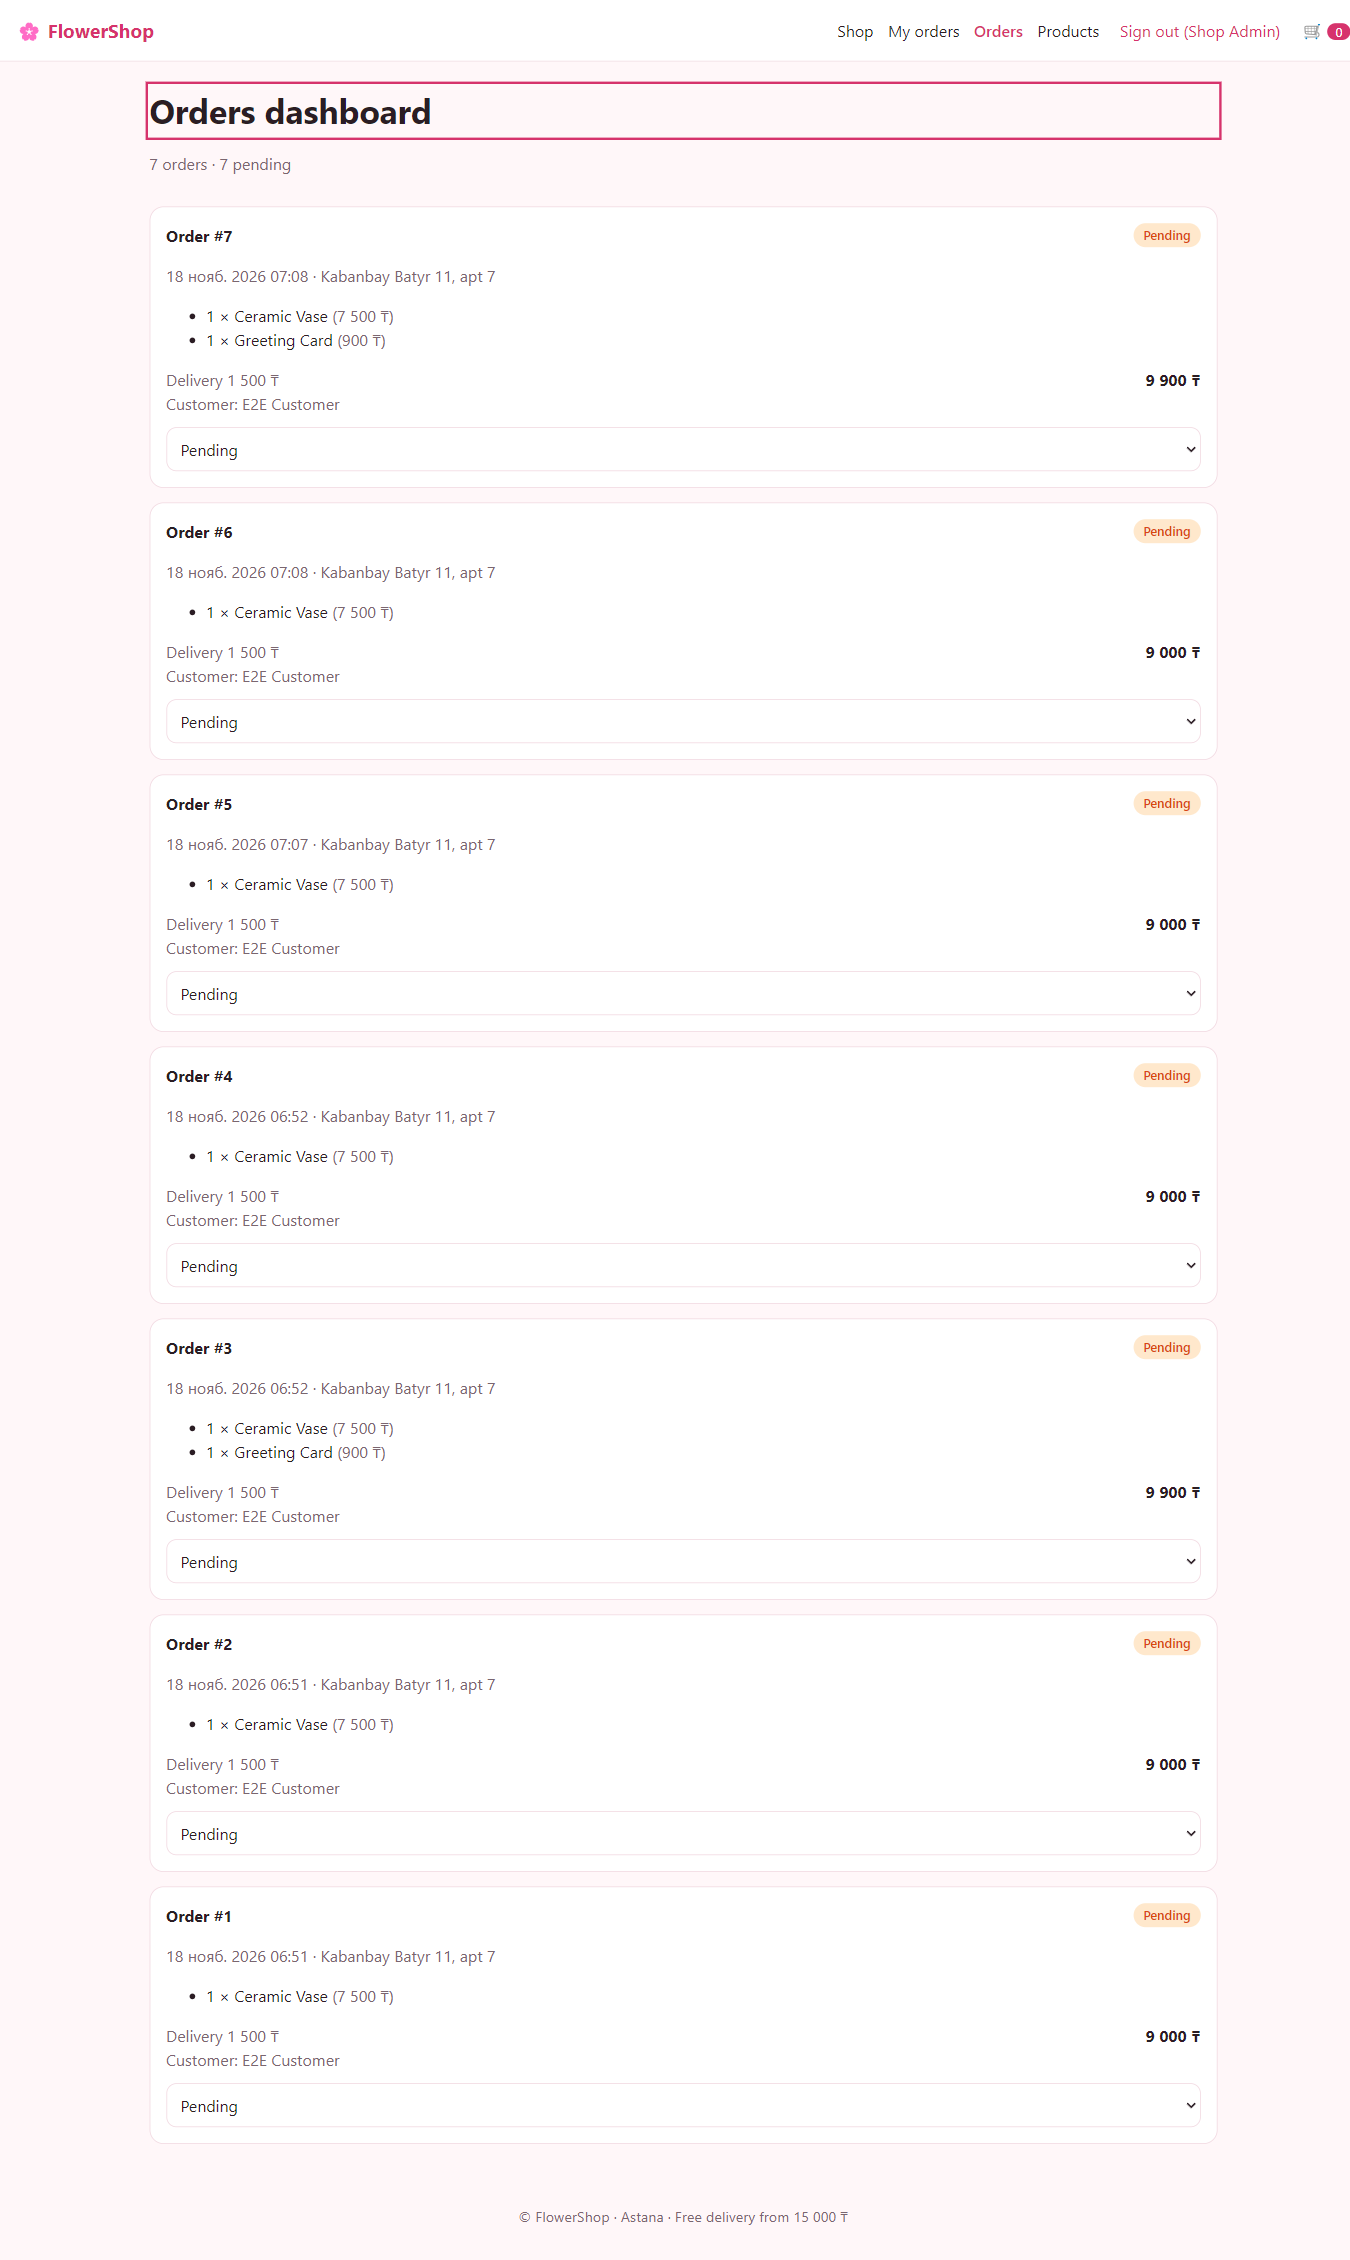 🌸 FlowerShop
Shop My orders Orders Products Sign out (Shop Admin) 🛒 0
Orders dashboard
7 orders · 7 pending
Order #7 Pending
18 нояб. 2026 07:08 · Kabanbay Batyr 11, apt 7
• 1 × Ceramic Vase (7 500 ₸)
• 1 × Greeting Card (900 ₸)
Delivery 1 500 ₸ 9 900 ₸
Customer: E2E Customer
Pending
Order #6 Pending
18 нояб. 2026 07:08 · Kabanbay Batyr 11, apt 7
• 1 × Ceramic Vase (7 500 ₸)
Delivery 1 500 ₸ 9 000 ₸
Customer: E2E Customer
Pending
Order #5 Pending
18 нояб. 2026 07:07 · Kabanbay Batyr 11, apt 7
• 1 × Ceramic Vase (7 500 ₸)
Delivery 1 500 ₸ 9 000 ₸
Customer: E2E Customer
Pending
Order #4 Pending
18 нояб. 2026 06:52 · Kabanbay Batyr 11, apt 7
• 1 × Ceramic Vase (7 500 ₸)
Delivery 1 500 ₸ 9 000 ₸
Customer: E2E Customer
Pending
Order #3 Pending
18 нояб. 2026 06:52 · Kabanbay Batyr 11, apt 7
• 1 × Ceramic Vase (7 500 ₸)
• 1 × Greeting Card (900 ₸)
Delivery 1 500 ₸ 9 900 ₸
Customer: E2E Customer
Pending
Order #2 Pending
18 нояб. 2026 06:51 · Kabanbay Batyr 11, apt 7
• 1 × Ceramic Vase (7 500 ₸)
Delivery 1 500 ₸ 9 000 ₸
Customer: E2E Customer
Pending
Order #1 Pending
18 нояб. 2026 06:51 · Kabanbay Batyr 11, apt 7
• 1 × Ceramic Vase (7 500 ₸)
Delivery 1 500 ₸ 9 000 ₸
Customer: E2E Customer
Pending
© FlowerShop · Astana · Free delivery from 15 000 ₸